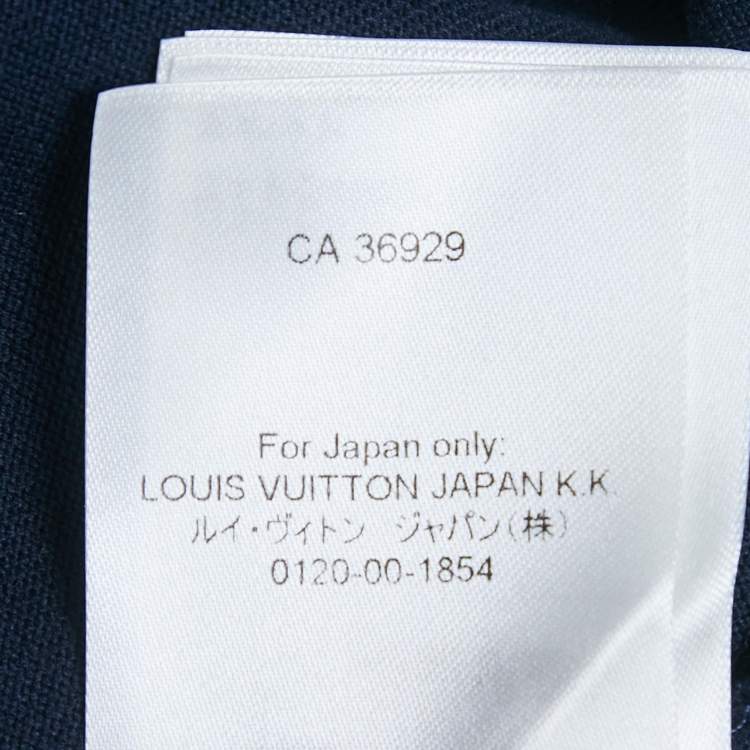 CA 36929
For Japan only:
LOUIS VUITTON JAPAN K.K.
ルイ・ヴィトン　ジャパン(株)
0120-00-1854